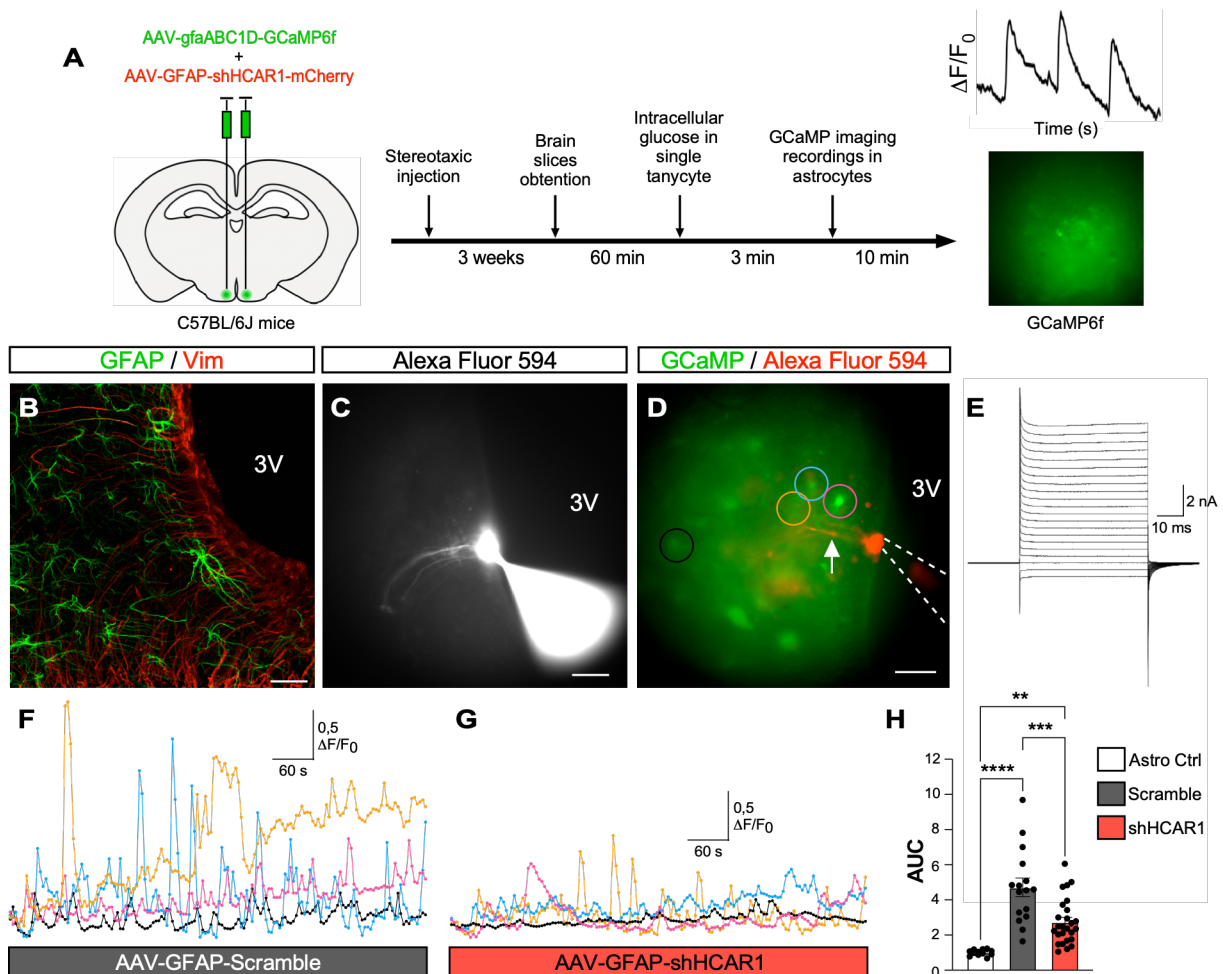 A
AAV-gfaABC1D-GCaMP6f
+
AAV-GFAP-shHCAR1-mCherry
C57BL/6J mice
Stereotaxic
injection
Brain
slices
obtention
Intracellular
glucose in
single
tanycyte
GCaMP imaging
recordings in
astrocytes
3 weeks
60 min
3 min
10 min
ΔF/F0
Time (s)
GCaMP6f
GFAP / Vim
Alexa Fluor 594
GCaMP / Alexa Fluor 594
B
3V
C
3V
D
3V
E
2 nA
10 ms
F
0,5
ΔF/F0
60 s
AAV-GFAP-Scramble
G
0,5
ΔF/F0
60 s
AAV-GFAP-shHCAR1
H
**
***
****
AUC
12
10
8
6
4
2
0
Astro Ctrl
Scramble
shHCAR1